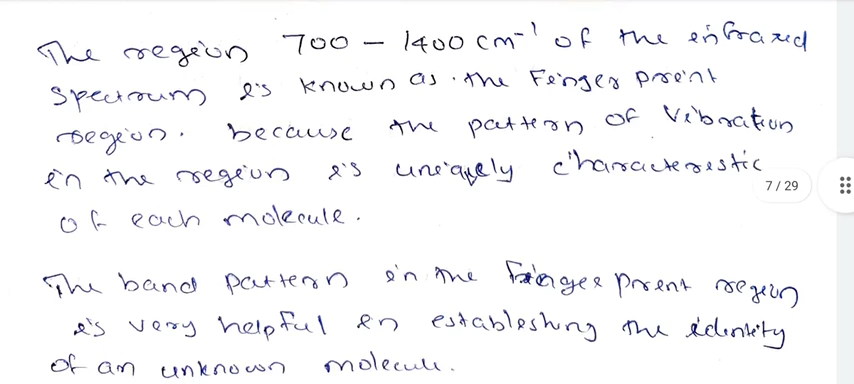 The region 700 - 1400 cm⁻¹ of the infrared
spectrum is known as the Finger print
region. because the pattern of vibration
in the region is uniquely characteristic
7 / 29
of each molecule.
The band pattern in the Finger print region
is very helpful in establishing the identity
of an unknown molecule.